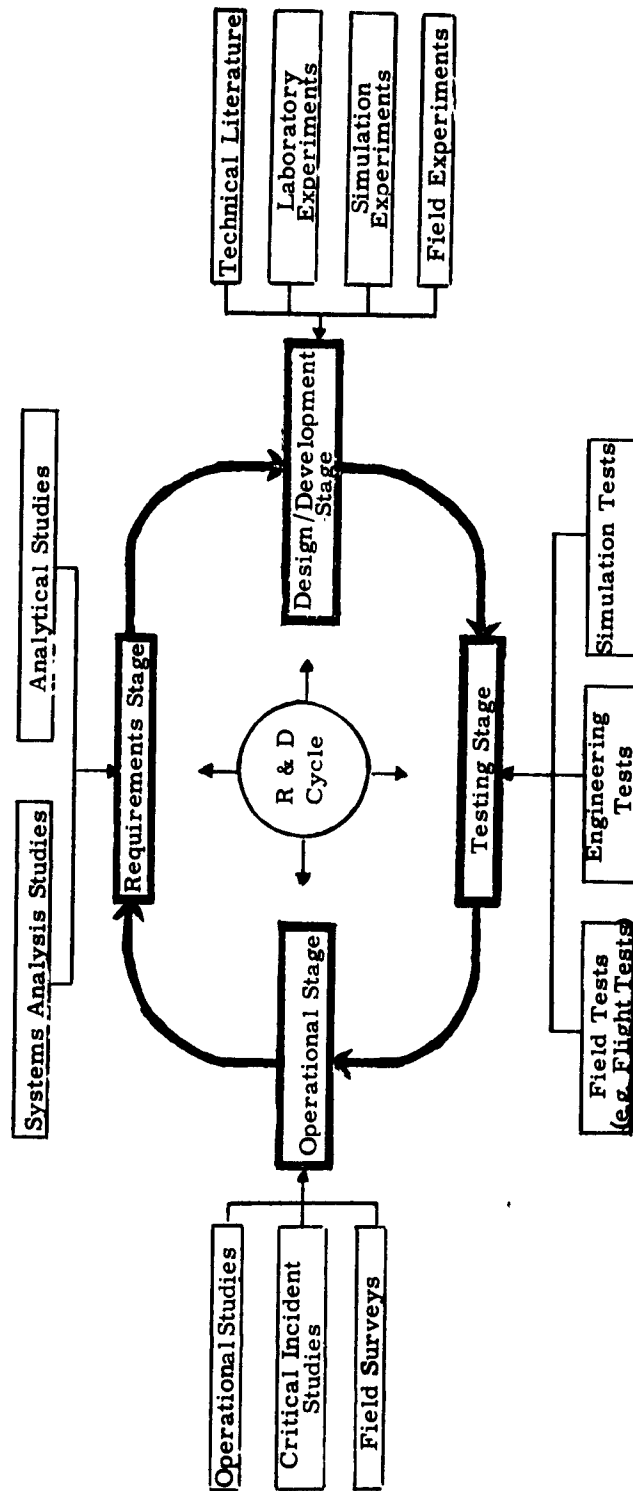 Systems Analysis Studies
Analytical Studies
Requirements Stage
Operational Studies
Critical Incident
Studies
Field Surveys
Operational Stage
R & D
Cycle
Design/Development
Stage
Technical Literature
Laboratory
Experiments
Simulation
Experiments
Field Experiments
Testing Stage
Field Tests
(e.g. Flight Tests)
Engineering
Tests
Simulation Tests